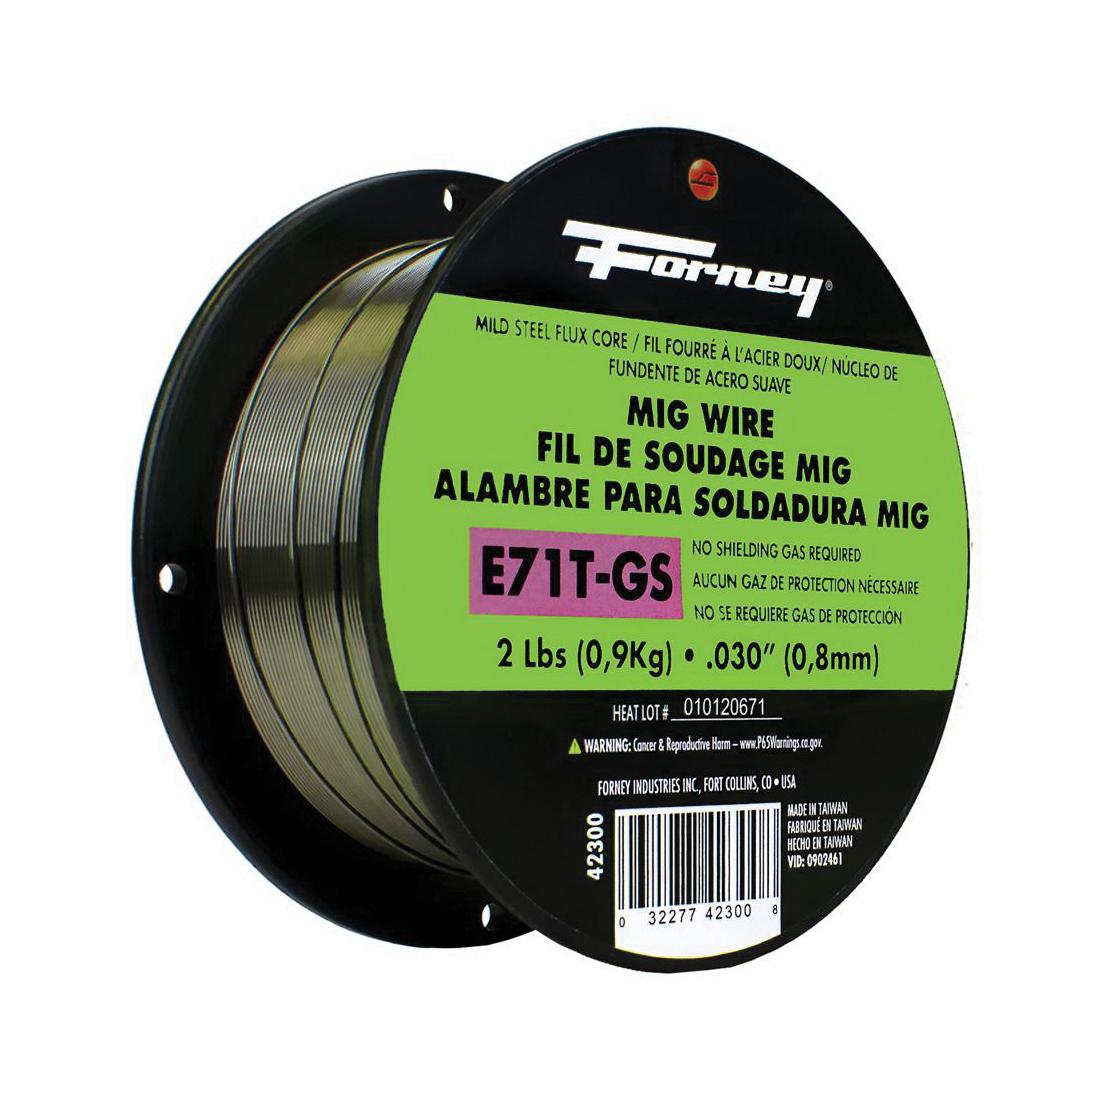 Forney®
MILD STEEL FLUX CORE / FIL FOURRÉ À L'ACIER DOUX/ NÚCLEO DE
FUNDENTE DE ACERO SUAVE
MIG WIRE
FIL DE SOUDAGE MIG
ALAMBRE PARA SOLDADURA MIG
E71T-GS
NO SHIELDING GAS REQUIRED
AUCUN GAZ DE PROTECTION NÉCESSAIRE
NO SE REQUIERE GAS DE PROTECCIÓN
2 Lbs (0,9Kg) • .030" (0,8mm)
HEAT LOT # 010120671
WARNING: Cancer & Reproductive Harm – www.P65Warnings.ca.gov.
FORNEY INDUSTRIES INC., FORT COLLINS, CO • USA
42300
MADE IN TAIWAN
FABRIQUÉ EN TAIWAN
HECHO EN TAIWAN
VID: 0902461
0 32277 42300 8